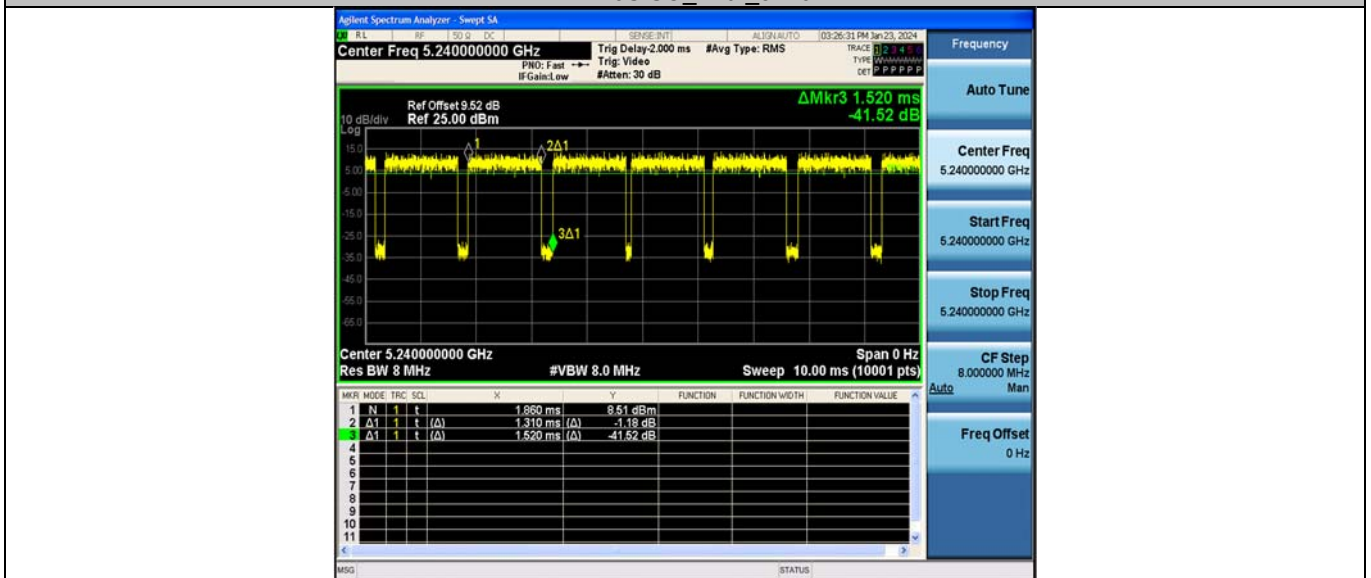 Agilent Spectrum Analyzer - Swept SA
RL RF 50 Ω DC SENSE:INT ALIGN AUTO 03:26:31 PM Jan 23, 2024
Center Freq 5.240000000 GHz
Trig Delay-2.000 ms #Avg Type: RMS
TRACE 1 2 3 4 5 6
PNO: Fast Trig: Video
TYPE
IFGain:Low #Atten: 30 dB
DET P P P P P P
ΔMkr3 1.520 ms
-41.52 dB
Ref Offset 9.52 dB
10 dB/div Ref 25.00 dBm
Log
15.0
5.00
-5.00
-15.0
-25.0
-35.0
-45.0
-55.0
-65.0
1
2Δ1
3Δ1
Center 5.240000000 GHz Span 0 Hz
Res BW 8 MHz #VBW 8.0 MHz Sweep 10.00 ms (10001 pts)
MKR MODE TRC SCL X Y FUNCTION FUNCTION WIDTH FUNCTION VALUE
1 N 1 t 1.860 ms 8.51 dBm
2 Δ1 1 t (Δ) 1.310 ms (Δ) -1.18 dB
3 Δ1 1 t (Δ) 1.520 ms (Δ) -41.52 dB
4
5
6
7
8
9
10
11
MSG STATUS
Frequency
Auto Tune
Center Freq
5.240000000 GHz
Start Freq
5.240000000 GHz
Stop Freq
5.240000000 GHz
CF Step
8.000000 MHz
Auto Man
Freq Offset
0 Hz